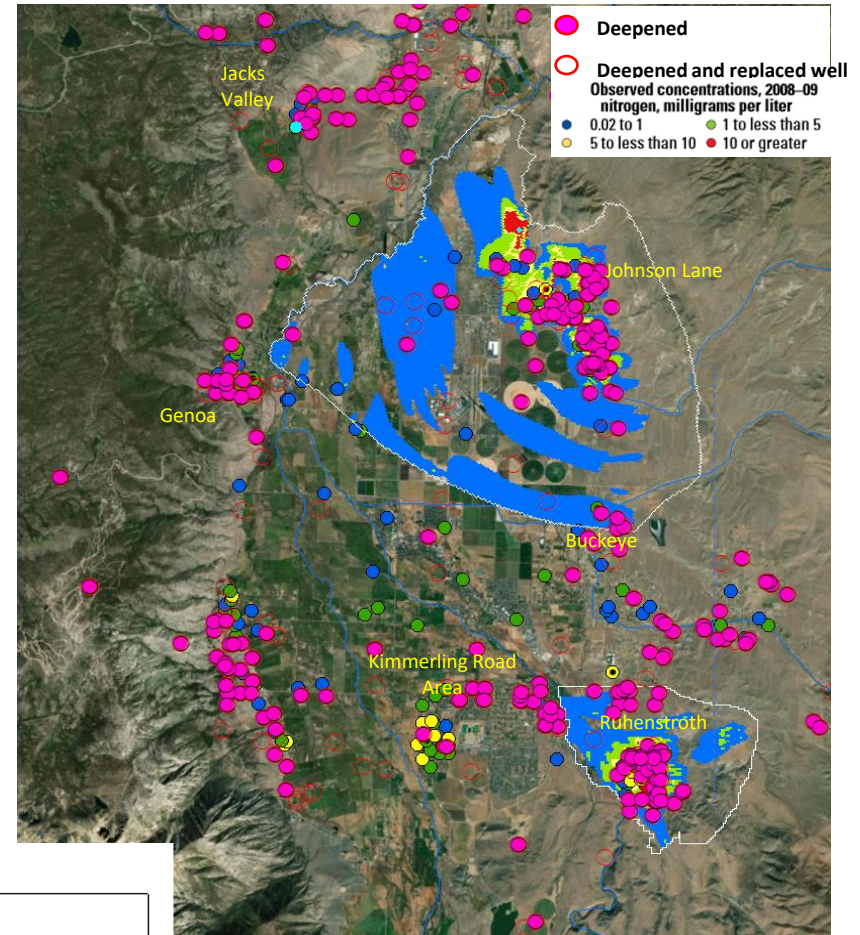 Deepened
Deepened and replaced well
Observed concentrations, 2008–09
nitrogen, milligrams per liter
0.02 to 1
1 to less than 5
5 to less than 10
10 or greater
Jacks
Valley
Johnson Lane
Genoa
Buckeye
Kimmerling Road
Area
Ruhenstroth